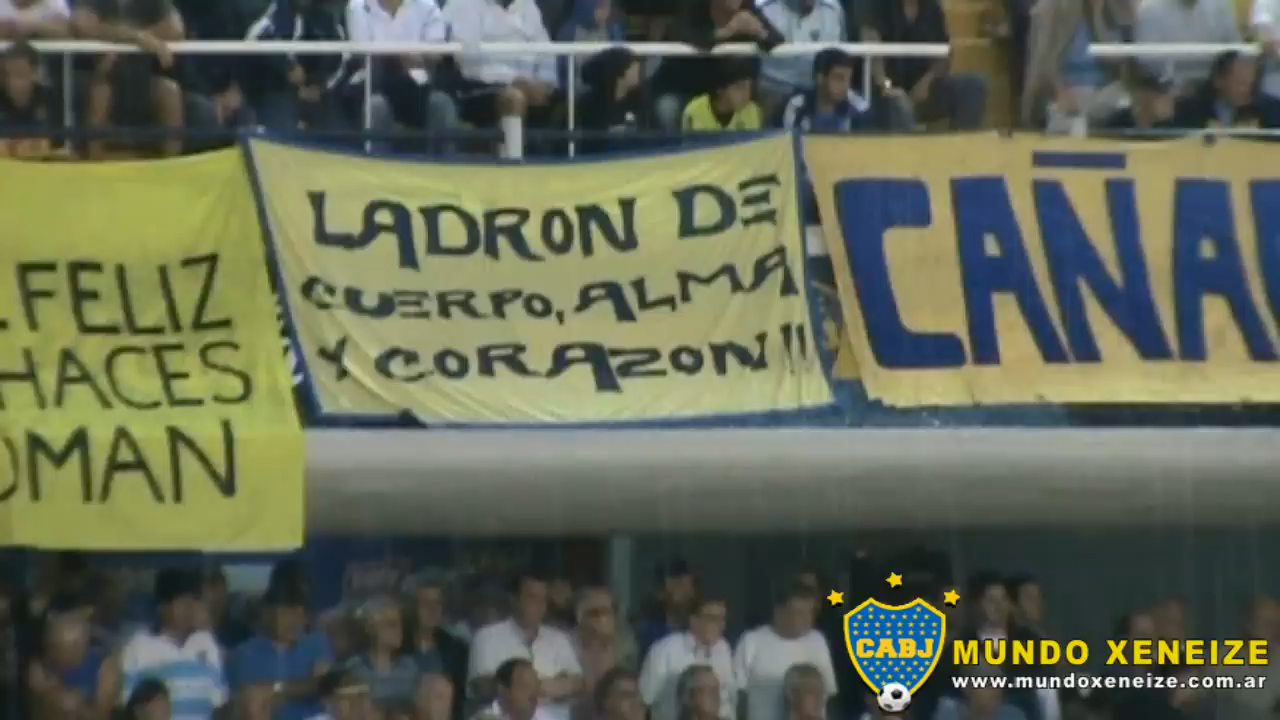 FELIZ
HACES
OMAN
LADRON DE
CUERPO, ALMA
Y CORAZON !!
CAÑA
CABJ
MUNDO XENEIZE
www.mundoxeneize.com.ar